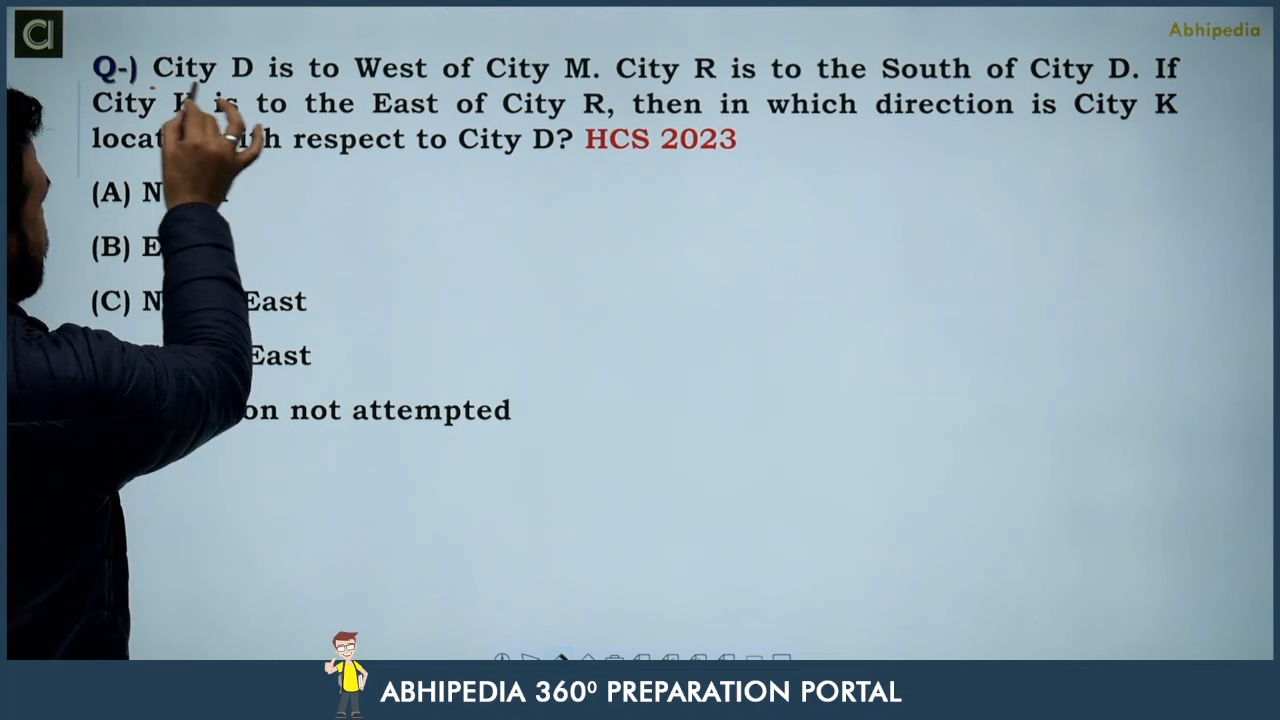 Abhipedia
Q-) City D is to West of City M. City R is to the South of City D. If
City K is to the East of City R, then in which direction is City K
with respect to City D? HCS 2023
(A)
(B)
(C) East
East
not attempted
ABHIPEDIA 360⁰ PREPARATION PORTAL